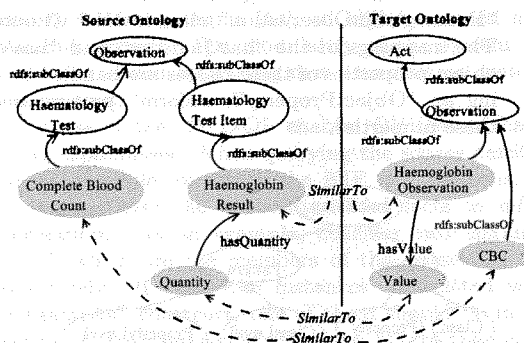 Source Ontology
Target Ontology
Observation
Act
rdfs:subClassOf
rdfs:subClassOf
rdfs:subClassOf
Haematology
Test
Haematology
Test Item
Observation
rdfs:subClassOf
rdfs:subClassOf
rdfs:subClassOf
Complete Blood
Count
Haemoglobin
Result
SimilarTo
Haemoglobin
Observation
rdfs:subClassOf
hasQuantity
hasValue
CBC
Quantity
Value
SimilarTo
SimilarTo